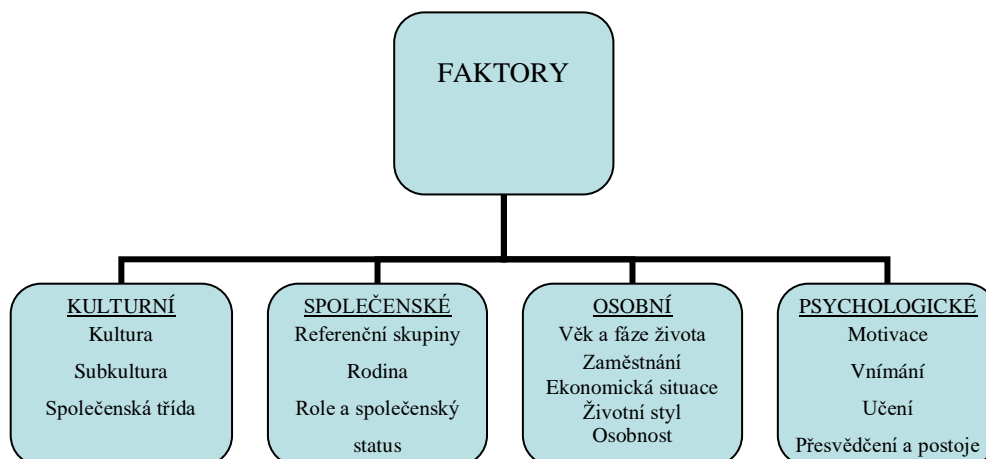 FAKTORY
KULTURNÍ
Kultura
Subkultura
Společenská třída
SPOLEČENSKÉ
Referenční skupiny
Rodina
Role a společenský
status
OSOBNÍ
Věk a fáze života
Zaměstnání
Ekonomická situace
Životní styl
Osobnost
PSYCHOLOGICKÉ
Motivace
Vnímání
Učení
Přesvědčení a postoje